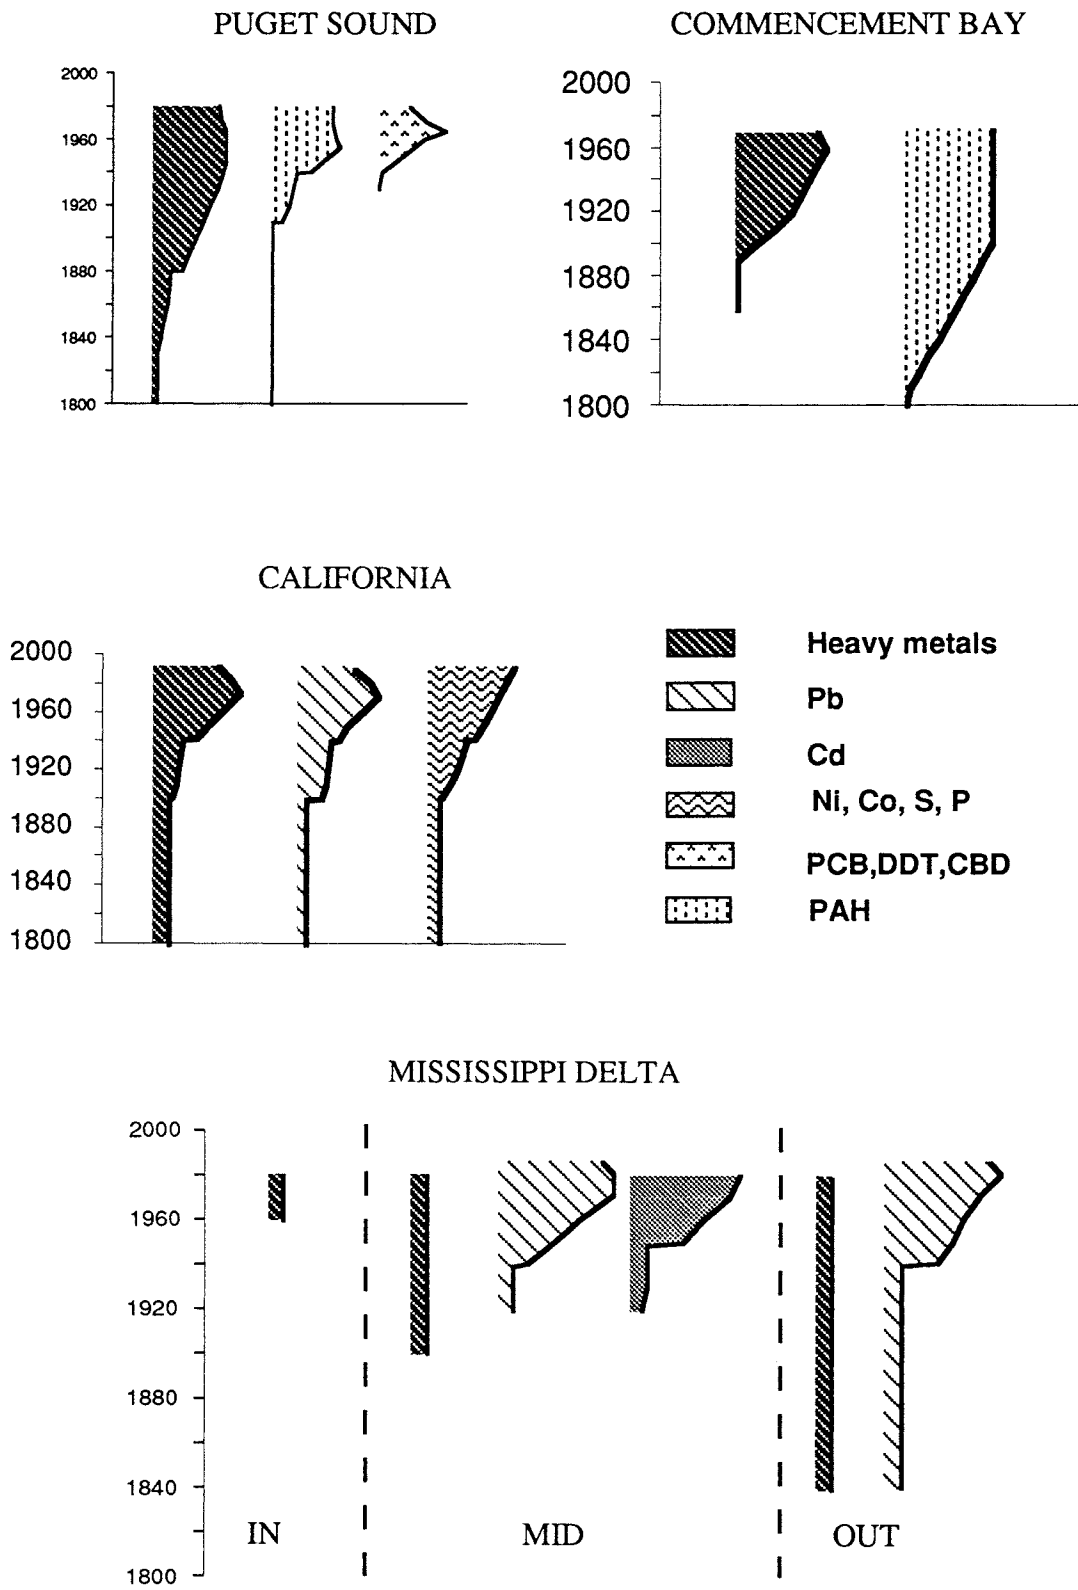 PUGET SOUND
2000
1960
1920
1880
1840
1800
COMMENCEMENT BAY
2000
1960
1920
1880
1840
1800
CALIFORNIA
2000
1960
1920
1880
1840
1800
Heavy metals
Pb
Cd
Ni, Co, S, P
PCB,DDT,CBD
PAH
MISSISSIPPI DELTA
2000
1960
1920
1880
1840
1800
IN
MID
OUT